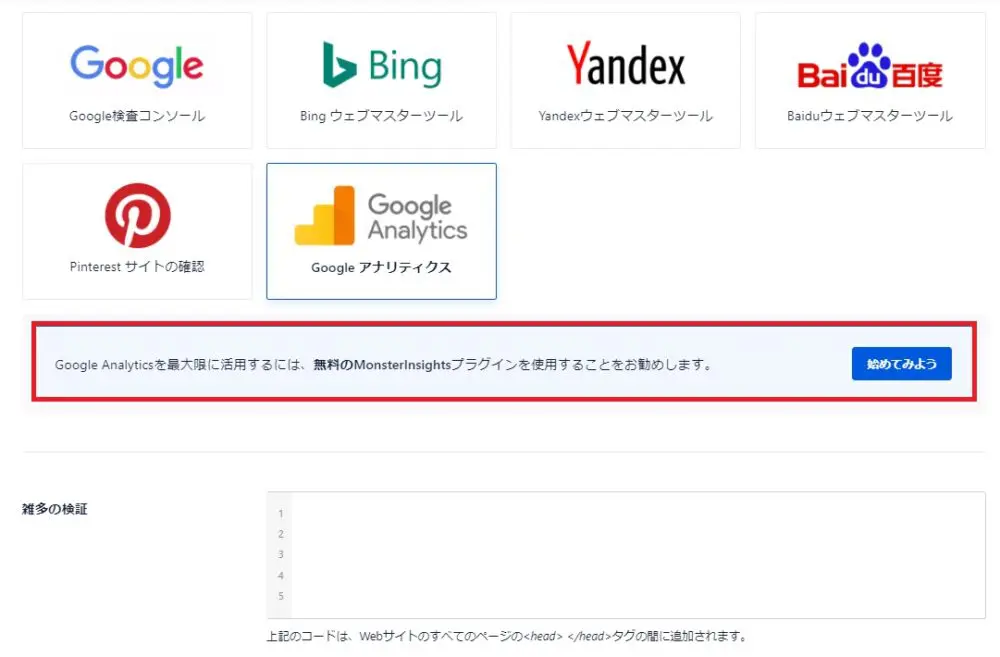 Google
Google検査コンソール
Bing
Bing ウェブマスターツール
Yandex
Yandexウェブマスターツール
Bai du 百度
Baiduウェブマスターツール
Pinterest サイトの確認
Google
Analytics
Google アナリティクス
Google Analyticsを最大限に活用するには、無料のMonsterInsightsプラグインを使用することをお勧めします。
始めてみよう
雑多の検証
1
2
3
4
5
上記のコードは、Webサイトのすべてのページの<head> </head>タグの間に追加されます。